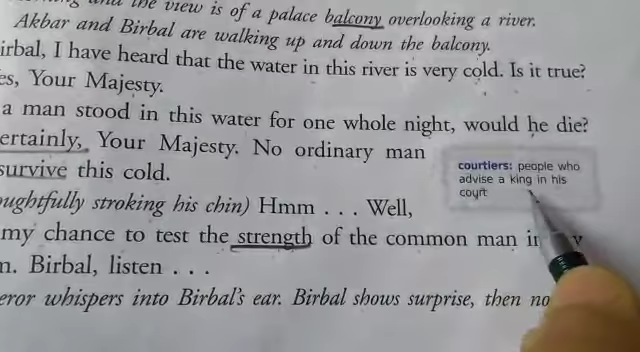 and the view is of a palace balcony overlooking a river.
Akbar and Birbal are walking up and down the balcony.
irbal, I have heard that the water in this river is very cold. Is it true?
es, Your Majesty.
a man stood in this water for one whole night, would he die?
ertainly, Your Majesty. No ordinary man
survive this cold.
courtiers: people who
advise a king in his
court
ughtfully stroking his chin) Hmm . . . Well,
my chance to test the strength of the common man i
n. Birbal, listen . . .
eror whispers into Birbal's ear. Birbal shows surprise, then no